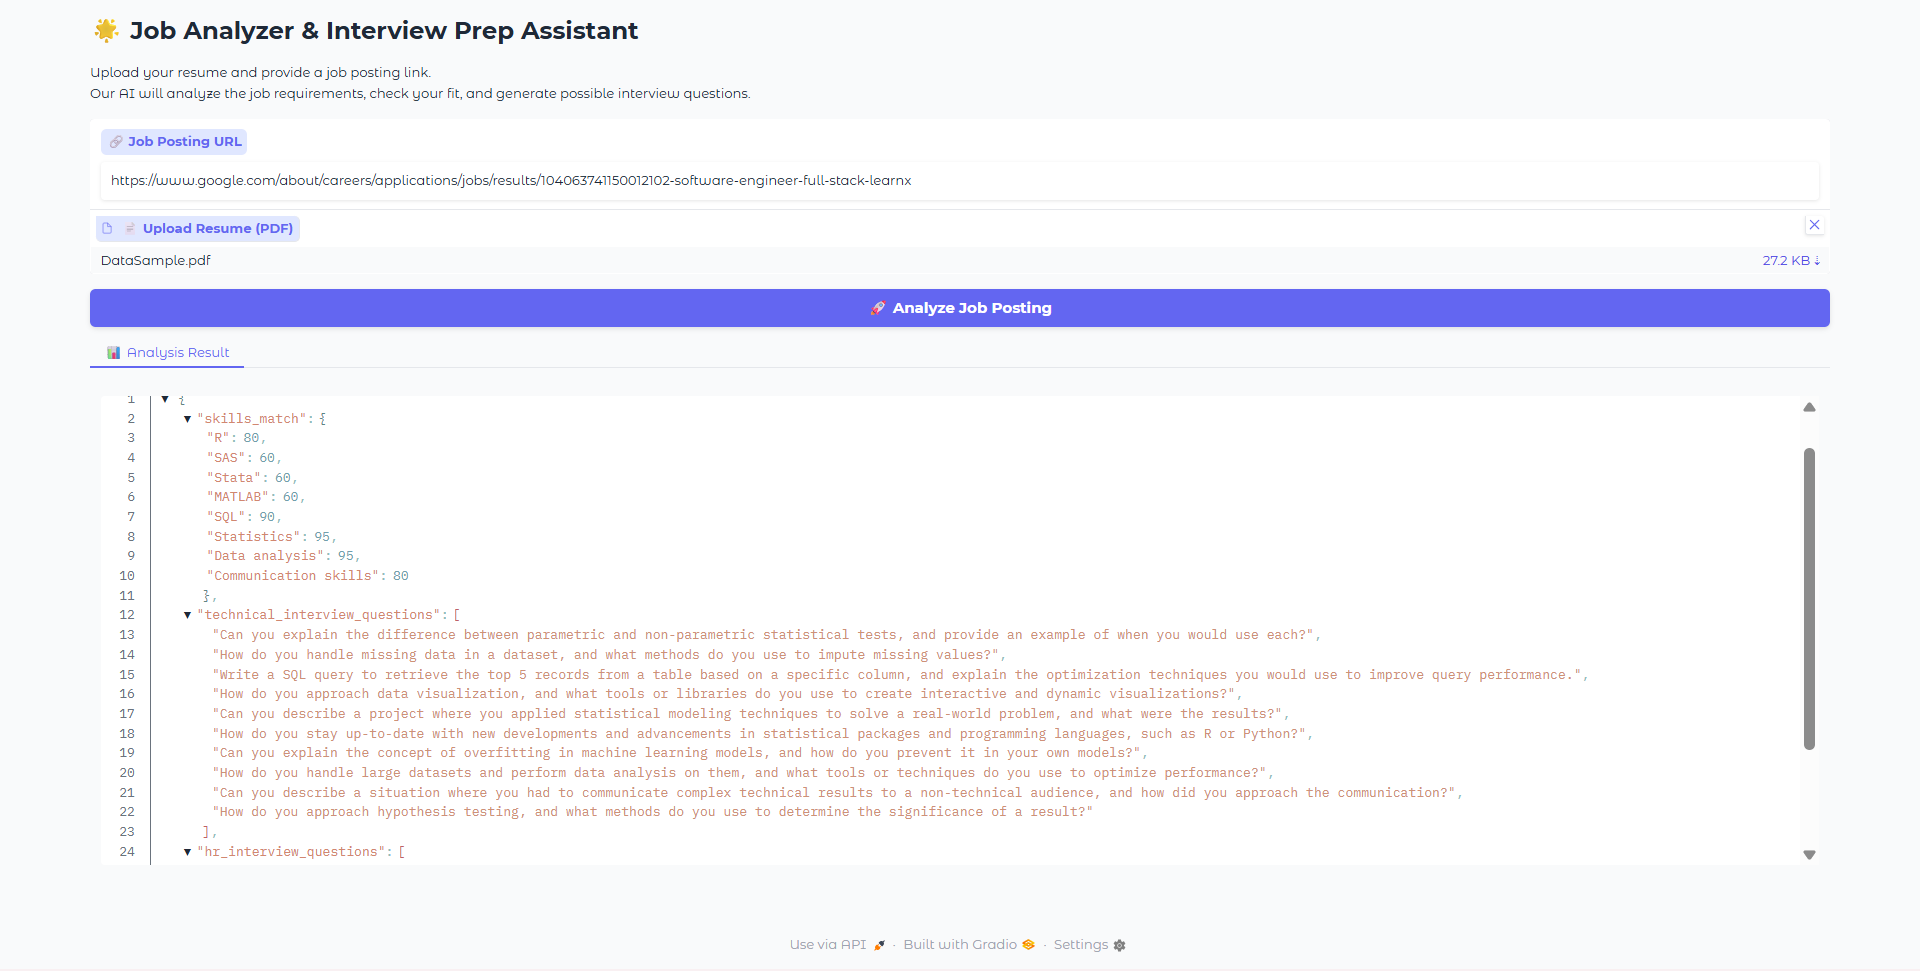 🌟 Job Analyzer & Interview Prep Assistant
Upload your resume and provide a job posting link.
Our AI will analyze the job requirements, check your fit, and generate possible interview questions.
🔗 Job Posting URL
https://www.google.com/about/careers/applications/jobs/results/104063741150012102-software-engineer-full-stack-learnx
Upload Resume (PDF)
DataSample.pdf 27.2 KB ⇣
🚀 Analyze Job Posting
📊 Analysis Result
1 ▼ {
2 ▼ "skills_match": {
3 "R": 80,
4 "SAS": 60,
5 "Stata": 60,
6 "MATLAB": 60,
7 "SQL": 90,
8 "Statistics": 95,
9 "Data analysis": 95,
10 "Communication skills": 80
11 },
12 ▼ "technical_interview_questions": [
13 "Can you explain the difference between parametric and non-parametric statistical tests, and provide an example of when you would use each?",
14 "How do you handle missing data in a dataset, and what methods do you use to impute missing values?",
15 "Write a SQL query to retrieve the top 5 records from a table based on a specific column, and explain the optimization techniques you would use to improve query performance.",
16 "How do you approach data visualization, and what tools or libraries do you use to create interactive and dynamic visualizations?",
17 "Can you describe a project where you applied statistical modeling techniques to solve a real-world problem, and what were the results?",
18 "How do you stay up-to-date with new developments and advancements in statistical packages and programming languages, such as R or Python?",
19 "Can you explain the concept of overfitting in machine learning models, and how do you prevent it in your own models?",
20 "How do you handle large datasets and perform data analysis on them, and what tools or techniques do you use to optimize performance?",
21 "Can you describe a situation where you had to communicate complex technical results to a non-technical audience, and how did you approach the communication?",
22 "How do you approach hypothesis testing, and what methods do you use to determine the significance of a result?"
23 ],
24 ▼ "hr_interview_questions": [
Use via API · Built with Gradio · Settings